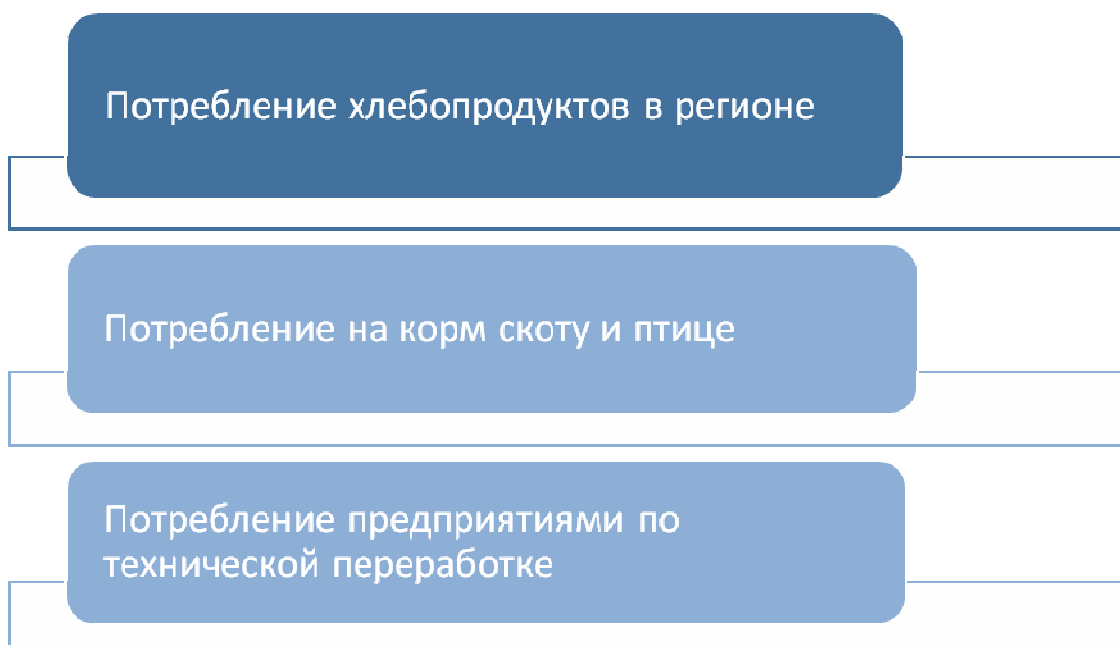 Потребление хлебопродуктов в регионе
Потребление на корм скоту и птице
Потребление предприятиями по
технической переработке